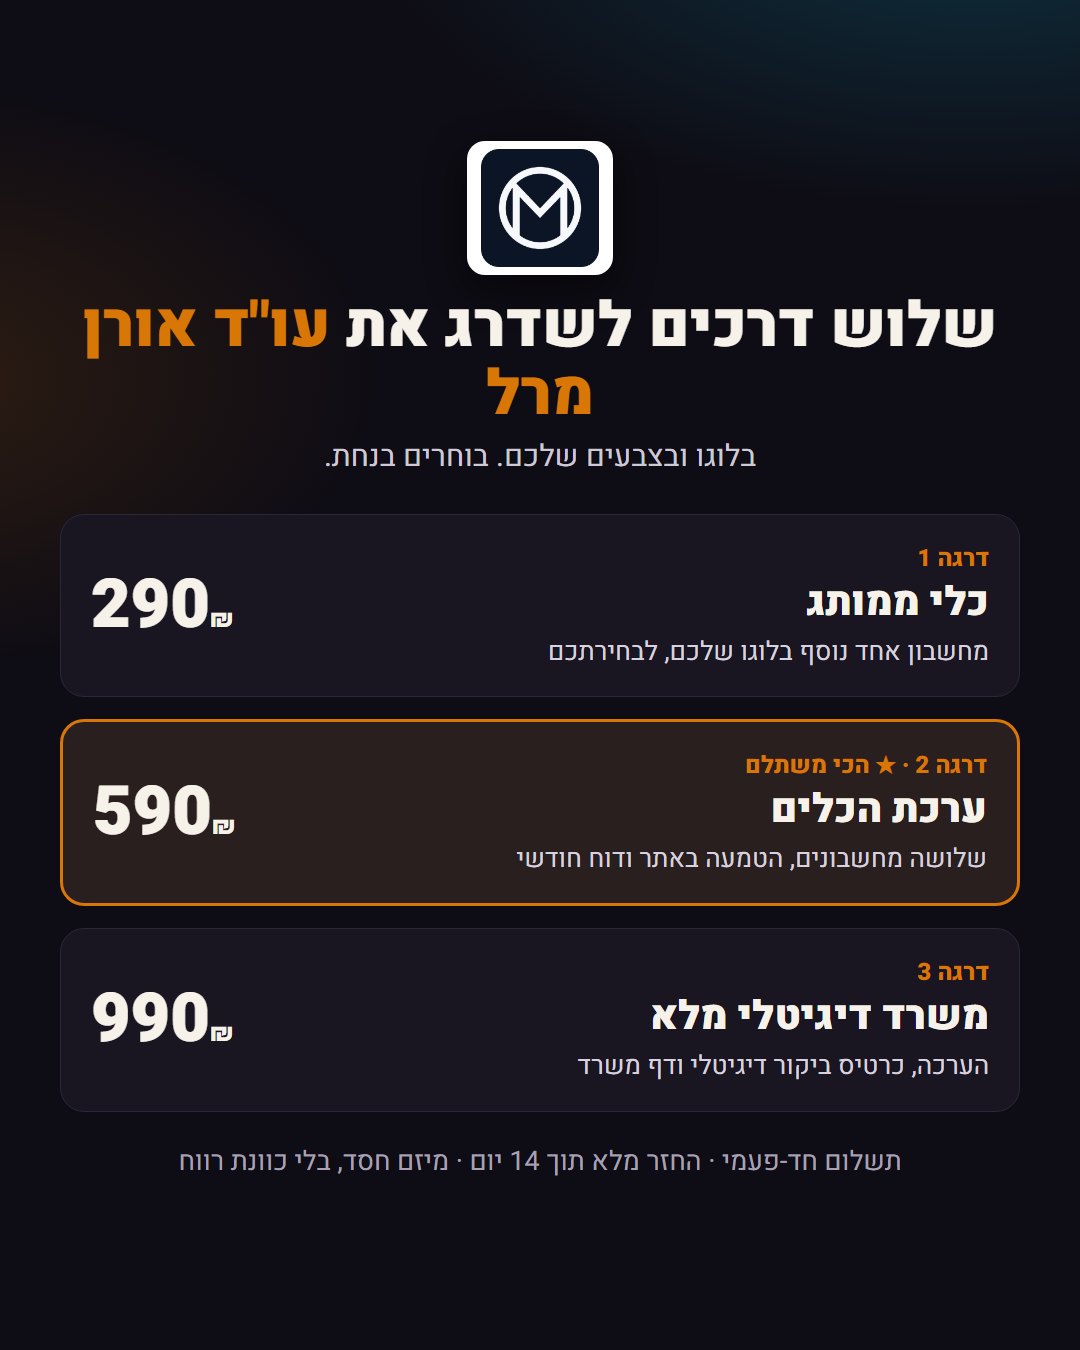 M
שלוש דרכים לשדרג את עו"ד אורן
מרל
בלוגו ובצבעים שלכם. בוחרים בנחת.
דרגה 1
כלי ממותג
מחשבון אחד נוסף בלוגו שלכם, לבחירתכם
290₪
דרגה 2 · ★ הכי משתלם
ערכת הכלים
שלושה מחשבונים, הטמעה באתר ודוח חודשי
590₪
דרגה 3
משרד דיגיטלי מלא
הערכה, כרטיס ביקור דיגיטלי ודף משרד
990₪
תשלום חד-פעמי · החזר מלא תוך 14 יום · מיזם חסד, בלי כוונת רווח